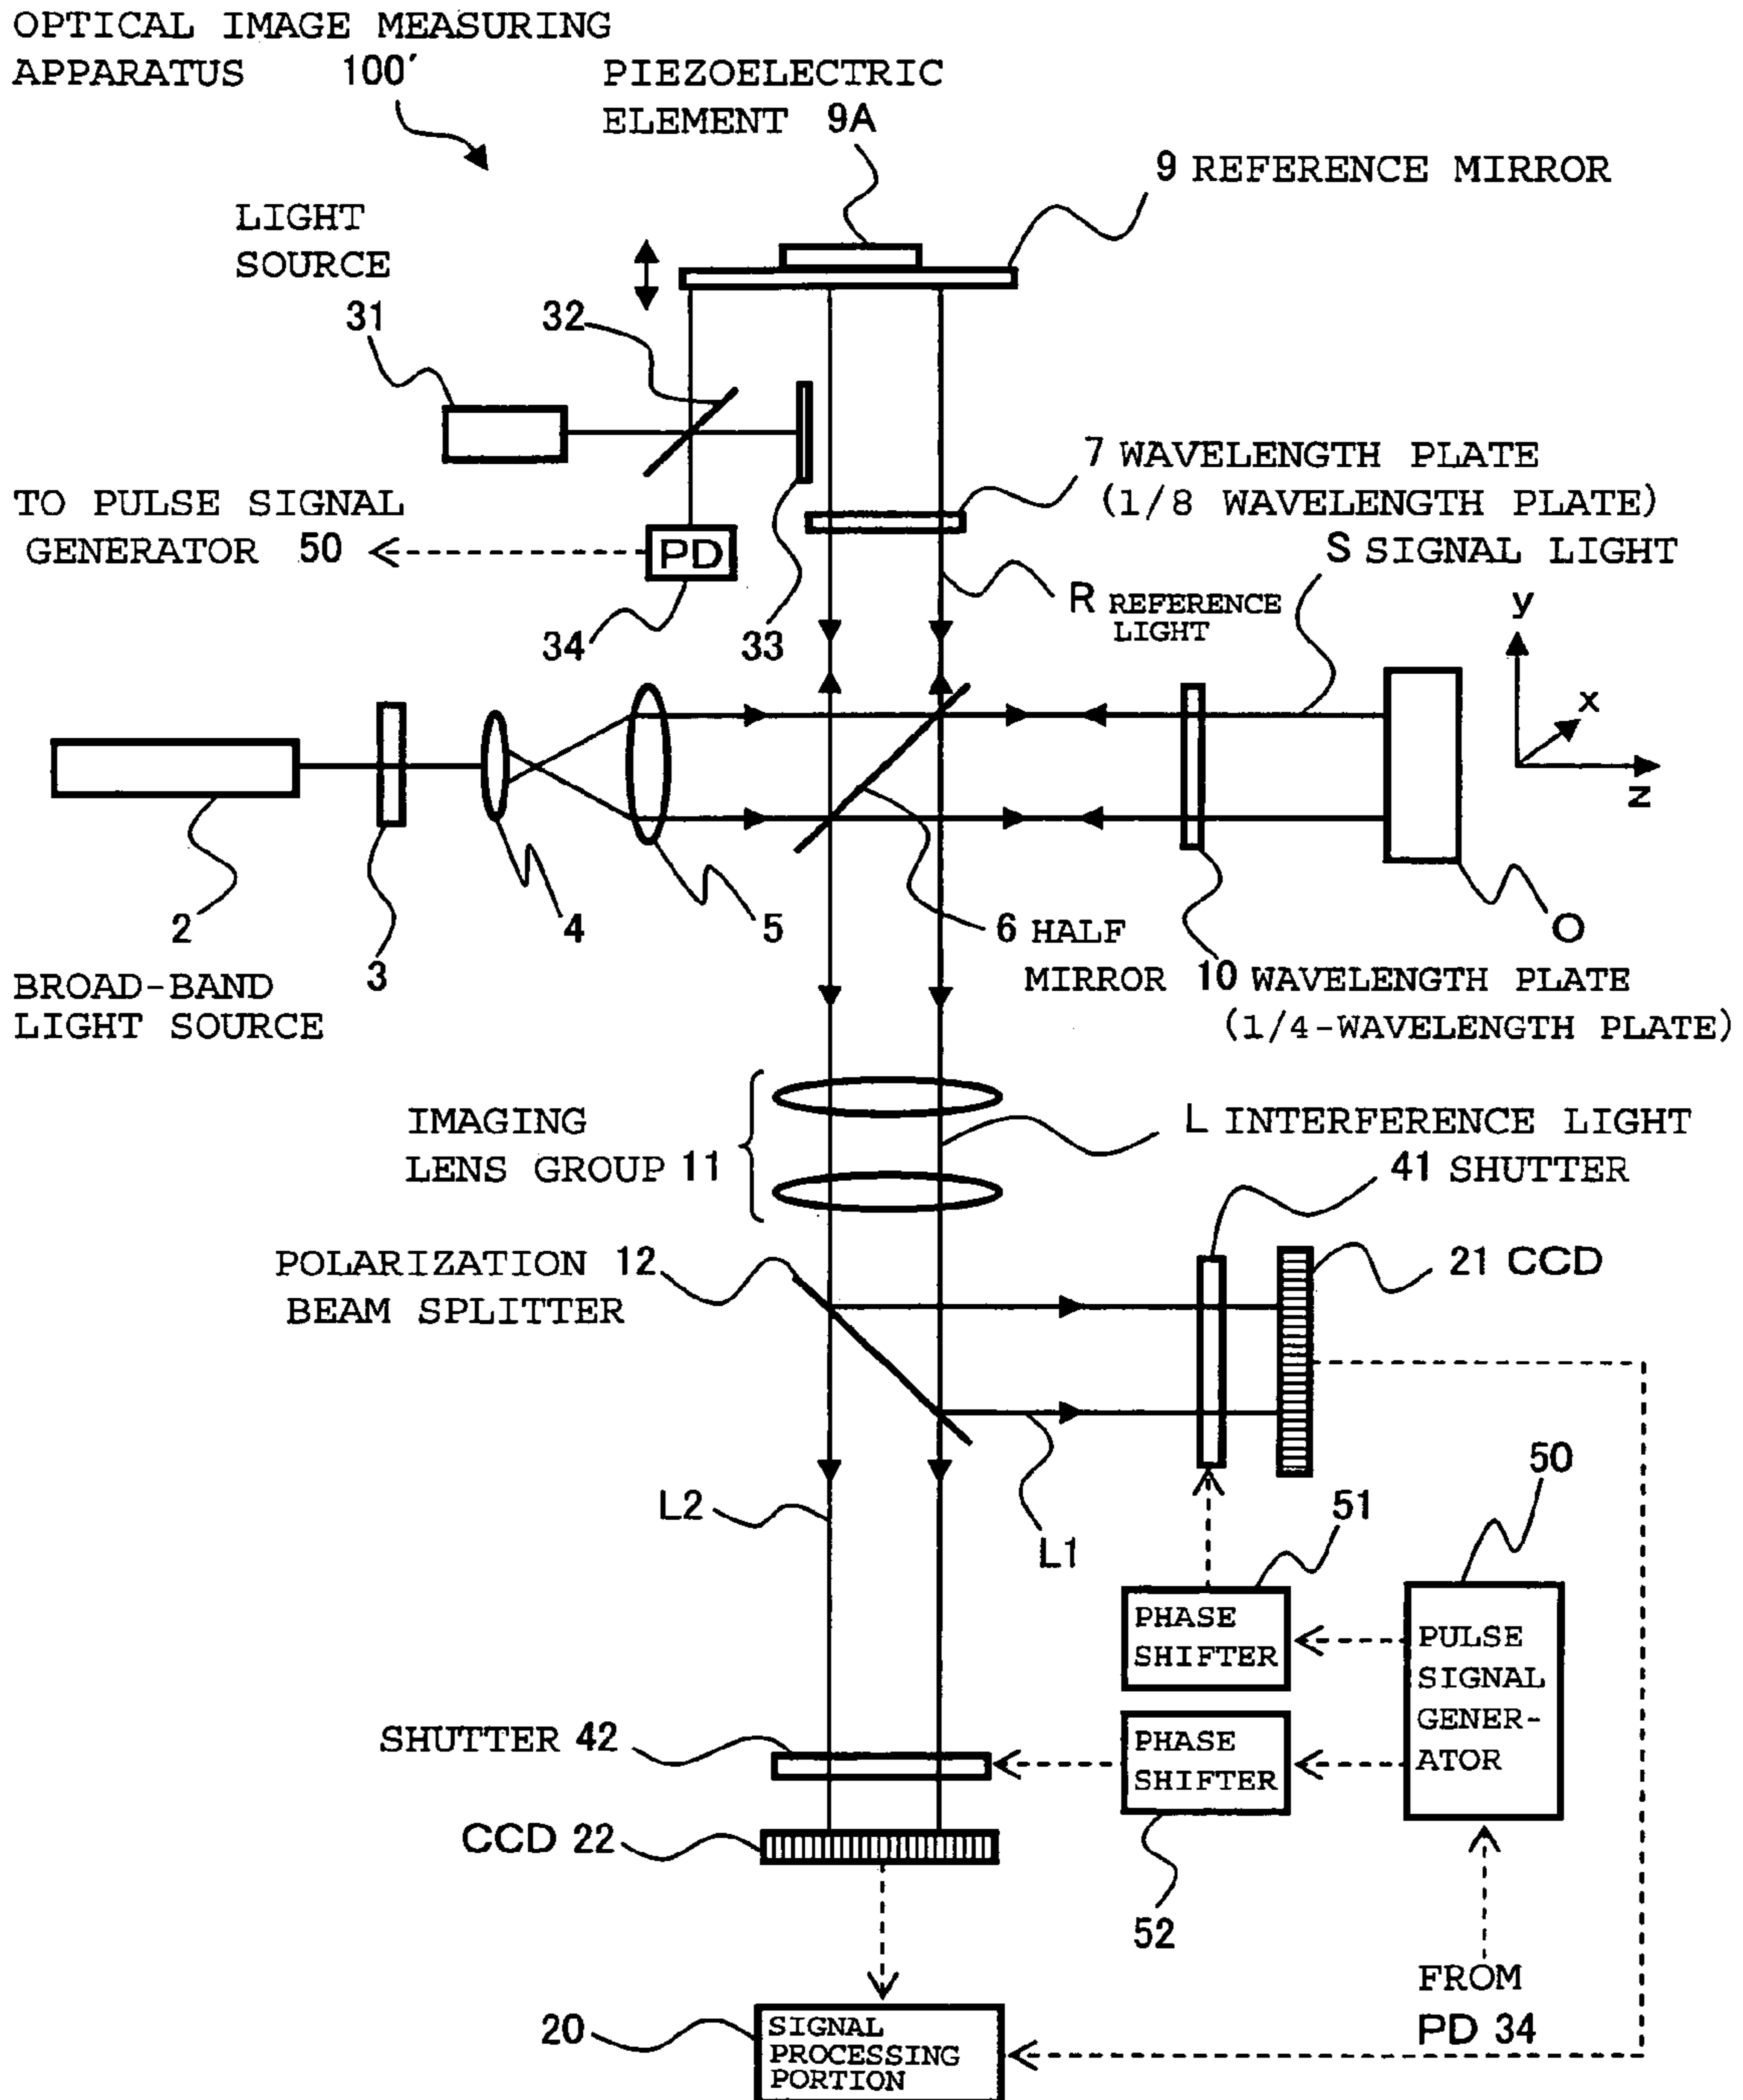 OPTICAL IMAGE MEASURING
APPARATUS 100′
PIEZOELECTRIC
ELEMENT 9A
9 REFERENCE MIRROR
LIGHT
SOURCE
31
32
7 WAVELENGTH PLATE
(1/8 WAVELENGTH PLATE)
TO PULSE SIGNAL
GENERATOR 50
PD
S SIGNAL LIGHT
R REFERENCE
LIGHT
34
33
y
x
z
2
3
4
5
6 HALF
MIRROR
O
BROAD-BAND
LIGHT SOURCE
10 WAVELENGTH PLATE
(1/4-WAVELENGTH PLATE)
IMAGING
LENS GROUP 11
L INTERFERENCE LIGHT
41 SHUTTER
POLARIZATION 12
BEAM SPLITTER
21 CCD
L2
L1
51
50
PHASE
SHIFTER
PULSE
SIGNAL
GENER-
ATOR
SHUTTER 42
PHASE
SHIFTER
CCD 22
52
FROM
PD 34
20
SIGNAL
PROCESSING
PORTION